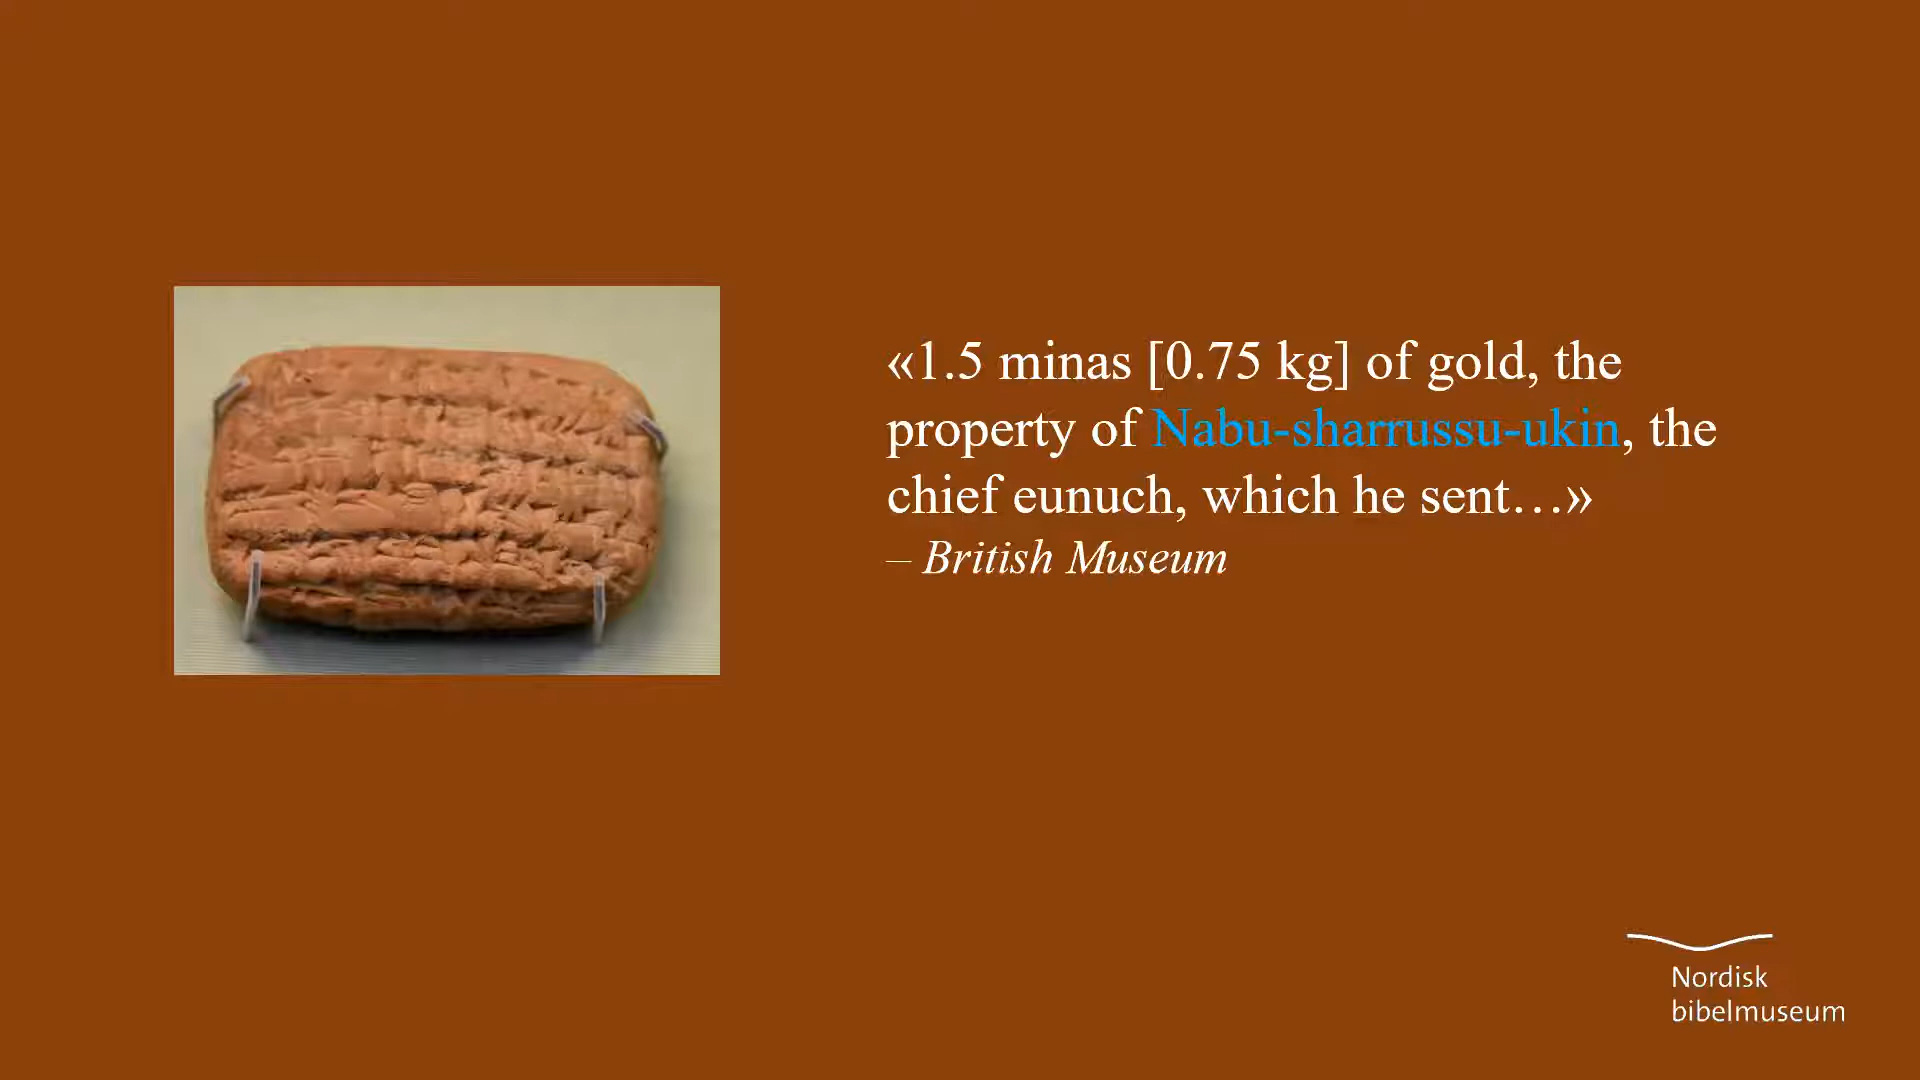 «1.5 minas [0.75 kg] of gold, the
property of Nabu-sharrussu-ukin, the
chief eunuch, which he sent…»
– British Museum
Nordisk
bibelmuseum